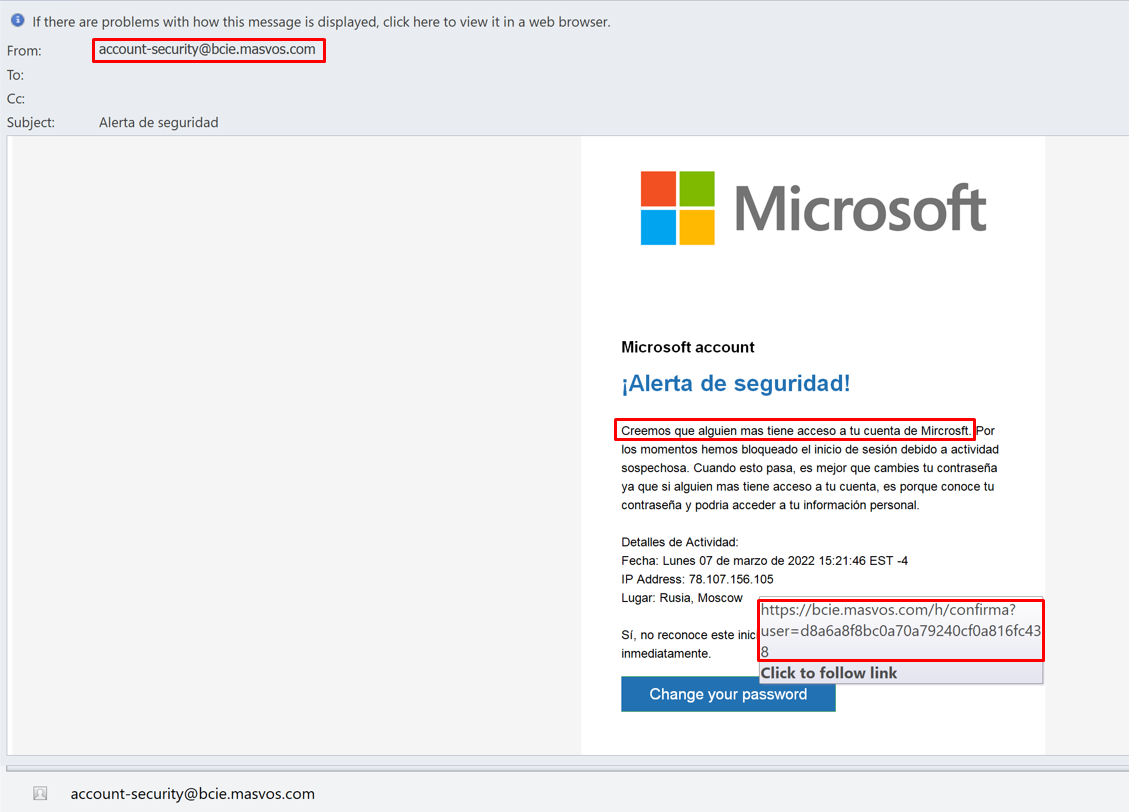 If there are problems with how this message is displayed, click here to view it in a web browser.
From: account-security@bcie.masvos.com
To:
Cc:
Subject: Alerta de seguridad
Microsoft
Microsoft account
¡Alerta de seguridad!
Creemos que alguien mas tiene acceso a tu cuenta de Mircrosft. Por
los momentos hemos bloqueado el inicio de sesión debido a actividad
sospechosa. Cuando esto pasa, es mejor que cambies tu contraseña
ya que si alguien mas tiene acceso a tu cuenta, es porque conoce tu
contraseña y podria acceder a tu información personal.
Detalles de Actividad:
Fecha: Lunes 07 de marzo de 2022 15:21:46 EST -4
IP Address: 78.107.156.105
Lugar: Rusia, Moscow
https://bcie.masvos.com/h/confirma?
user=d8a6a8f8bc0a70a79240cf0a816fc43
8
Click to follow link
Sí, no reconoce este
inmediatamente.
Change your password
account-security@bcie.masvos.com